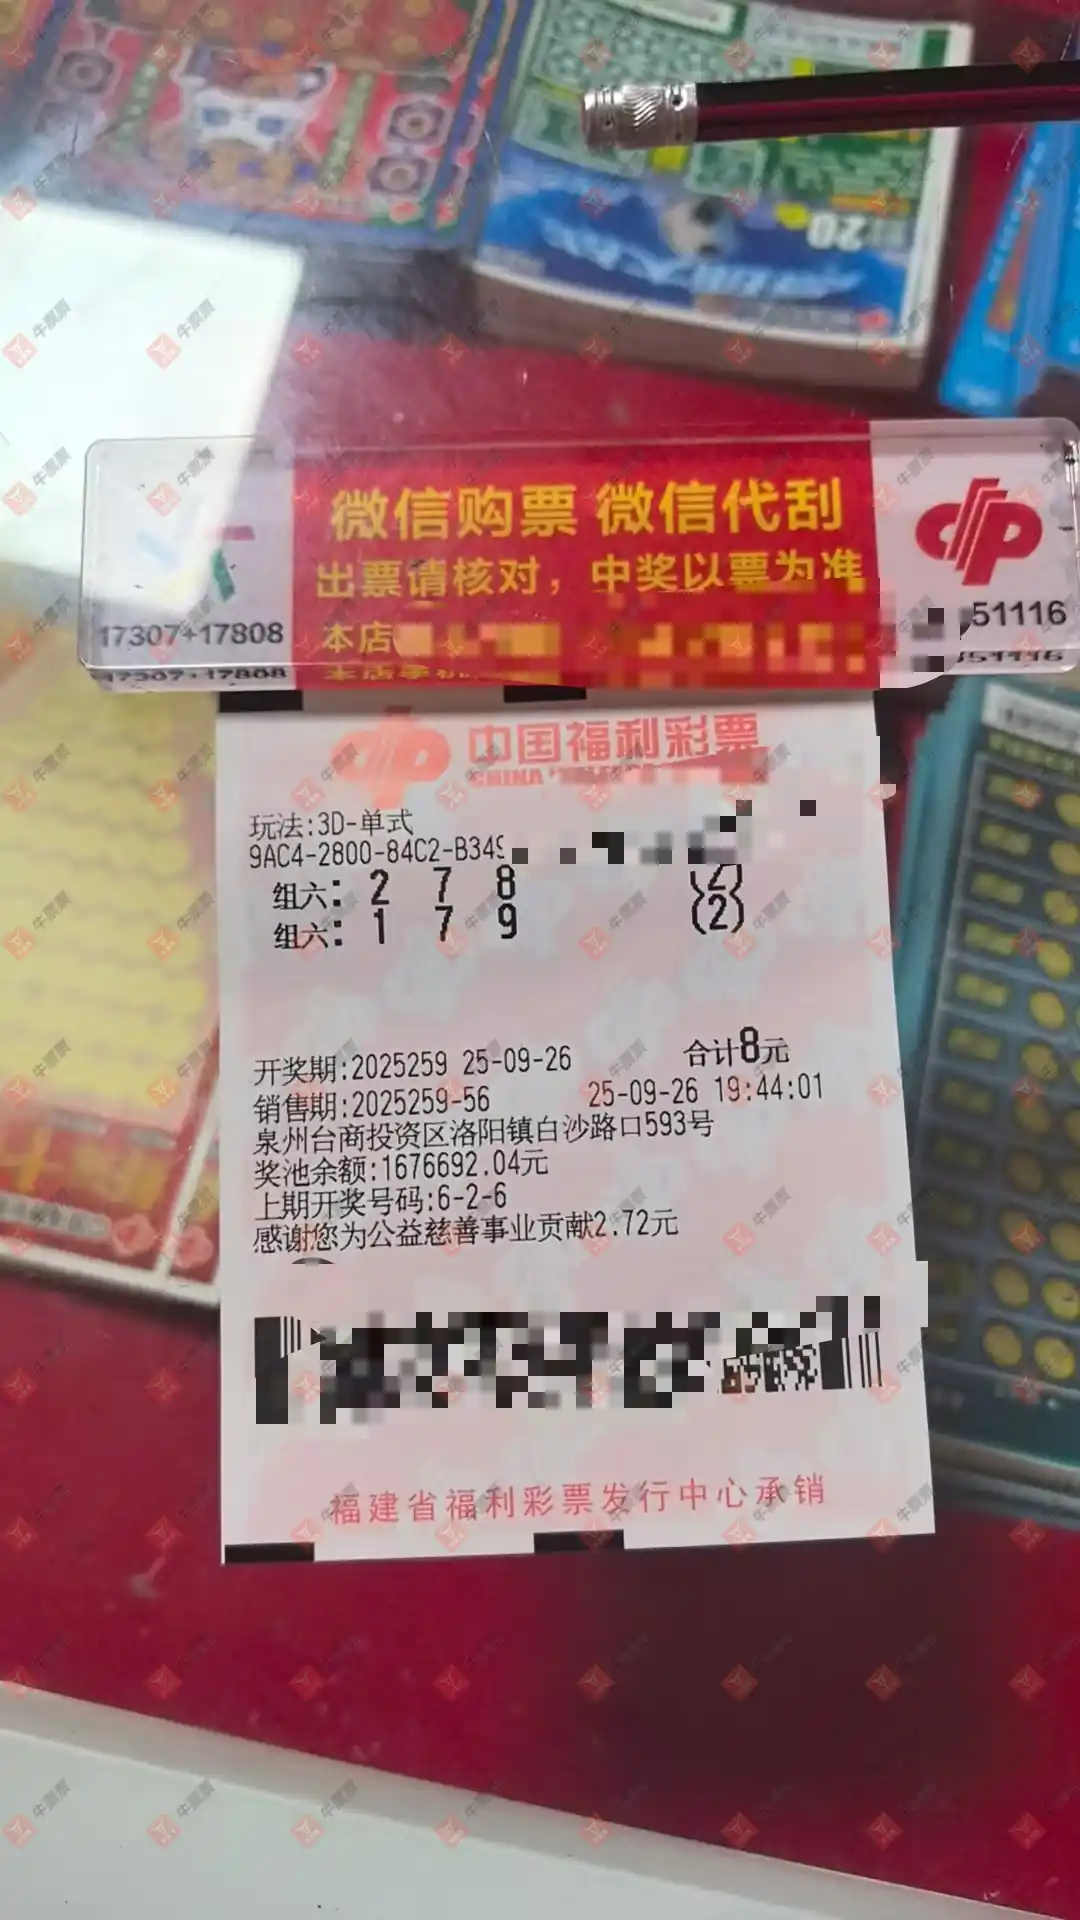 微信购票 微信代刮
出票请核对，中奖以票为准
本店
17307+17808
51116
中国福利彩票
玩法:3D-单式
9AC4-2800-84C2-B349
组六: 2 7 8 (2)
组六: 1 7 9 (2)
开奖期:2025259 25-09-26 合计8元
销售期:2025259-56 25-09-26 19:44:01
泉州台商投资区洛阳镇白沙路口593号
奖池余额:1676692.04元
上期开奖号码:6-2-6
感谢您为公益慈善事业贡献2.72元
福建省福利彩票发行中心承销
牛票票